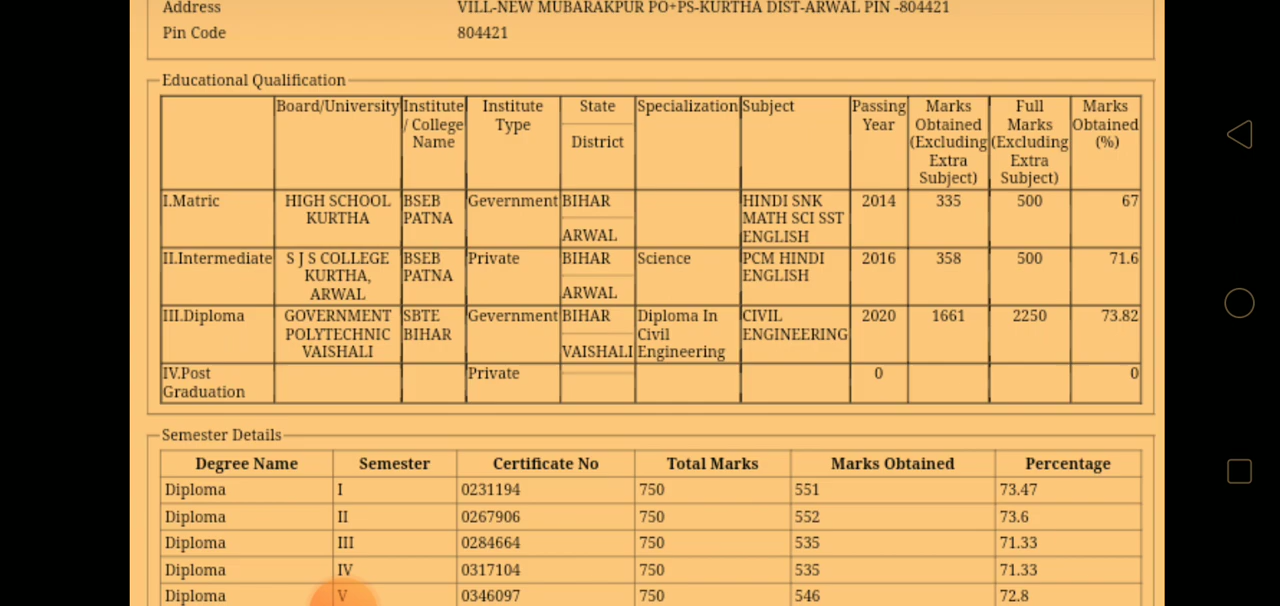 Address VILL-NEW MUBARAKPUR PO+PS-KURTHA DIST-ARWAL PIN -804421
Pin Code 804421
Educational Qualification
Board/University Institute / College Name Institute Type State District Specialization Subject Passing Year Marks Obtained (Excluding Extra Subject) Full Marks (Excluding Extra Subject) Marks Obtained (%)
I.Matric HIGH SCHOOL KURTHA BSEB PATNA Gevernment BIHAR ARWAL HINDI SNK MATH SCI SST ENGLISH 2014 335 500 67
II.Intermediate S J S COLLEGE KURTHA, ARWAL BSEB PATNA Private BIHAR ARWAL Science PCM HINDI ENGLISH 2016 358 500 71.6
III.Diploma GOVERNMENT POLYTECHNIC VAISHALI SBTE BIHAR Gevernment BIHAR VAISHALI Diploma In Civil Engineering CIVIL ENGINEERING 2020 1661 2250 73.82
IV.Post Graduation Private 0 0
Semester Details
Degree Name Semester Certificate No Total Marks Marks Obtained Percentage
Diploma I 0231194 750 551 73.47
Diploma II 0267906 750 552 73.6
Diploma III 0284664 750 535 71.33
Diploma IV 0317104 750 535 71.33
Diploma V 0346097 750 546 72.8